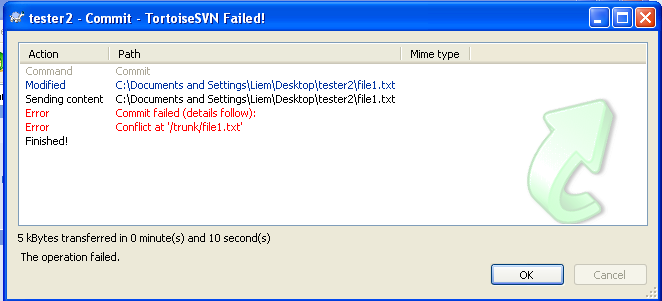 tester2 - Commit - TortoiseSVN Failed!
Action Path Mime type
Command Commit
Modified C:\Documents and Settings\Liem\Desktop\tester2\file1.txt
Sending content C:\Documents and Settings\Liem\Desktop\tester2\file1.txt
Error Commit failed (details follow):
Error Conflict at '/trunk/file1.txt'
Finished!
5 kBytes transferred in 0 minute(s) and 10 second(s)
The operation failed.
OK Cancel